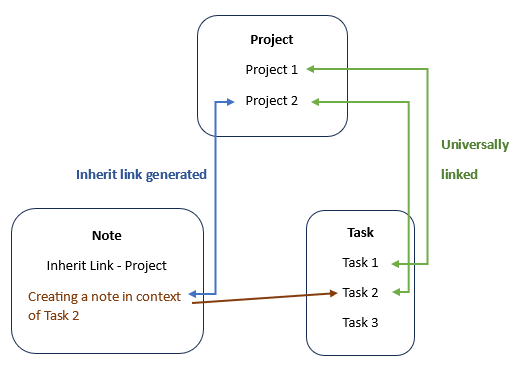 Project
Project 1
Project 2
Universally
linked
Inherit link generated
Note
Inherit Link - Project
Creating a note in context
of Task 2
Task
Task 1
Task 2
Task 3